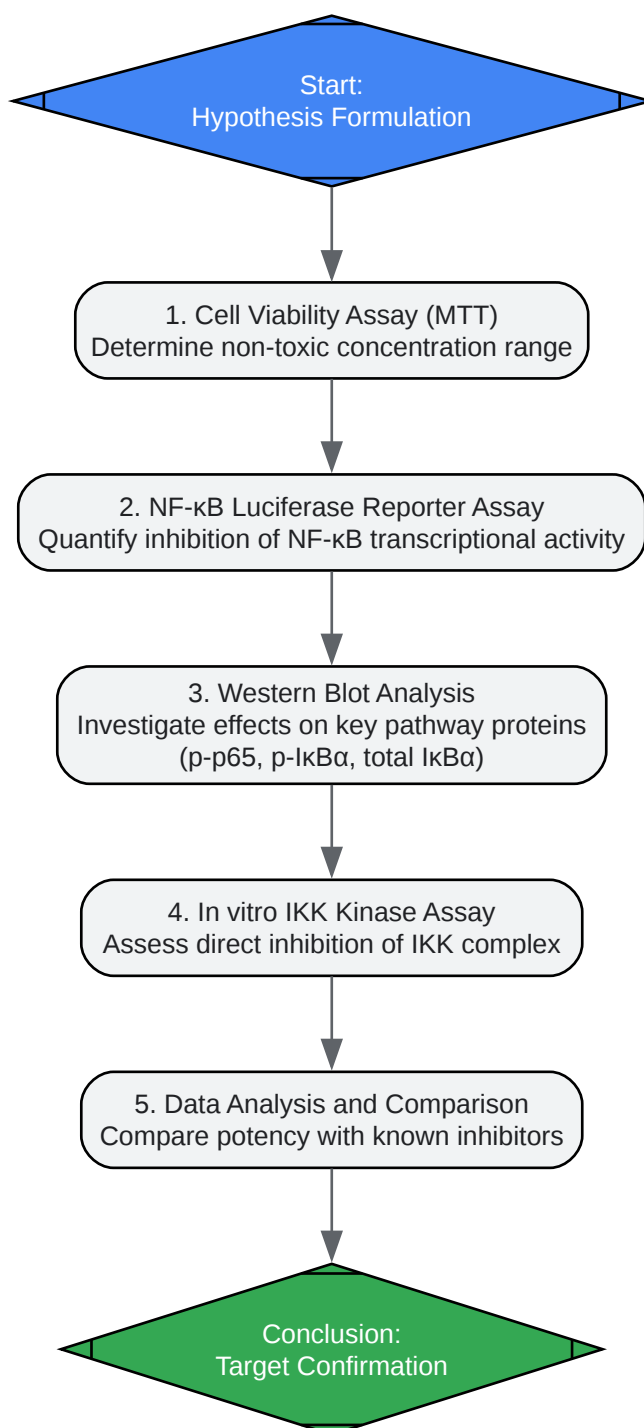 Start:
Hypothesis Formulation
1. Cell Viability Assay (MTT)
Determine non-toxic concentration range
2. NF-κB Luciferase Reporter Assay
Quantify inhibition of NF-κB transcriptional activity
3. Western Blot Analysis
Investigate effects on key pathway proteins
(p-p65, p-IκBα, total IκBα)
4. In vitro IKK Kinase Assay
Assess direct inhibition of IKK complex
5. Data Analysis and Comparison
Compare potency with known inhibitors
Conclusion:
Target Confirmation